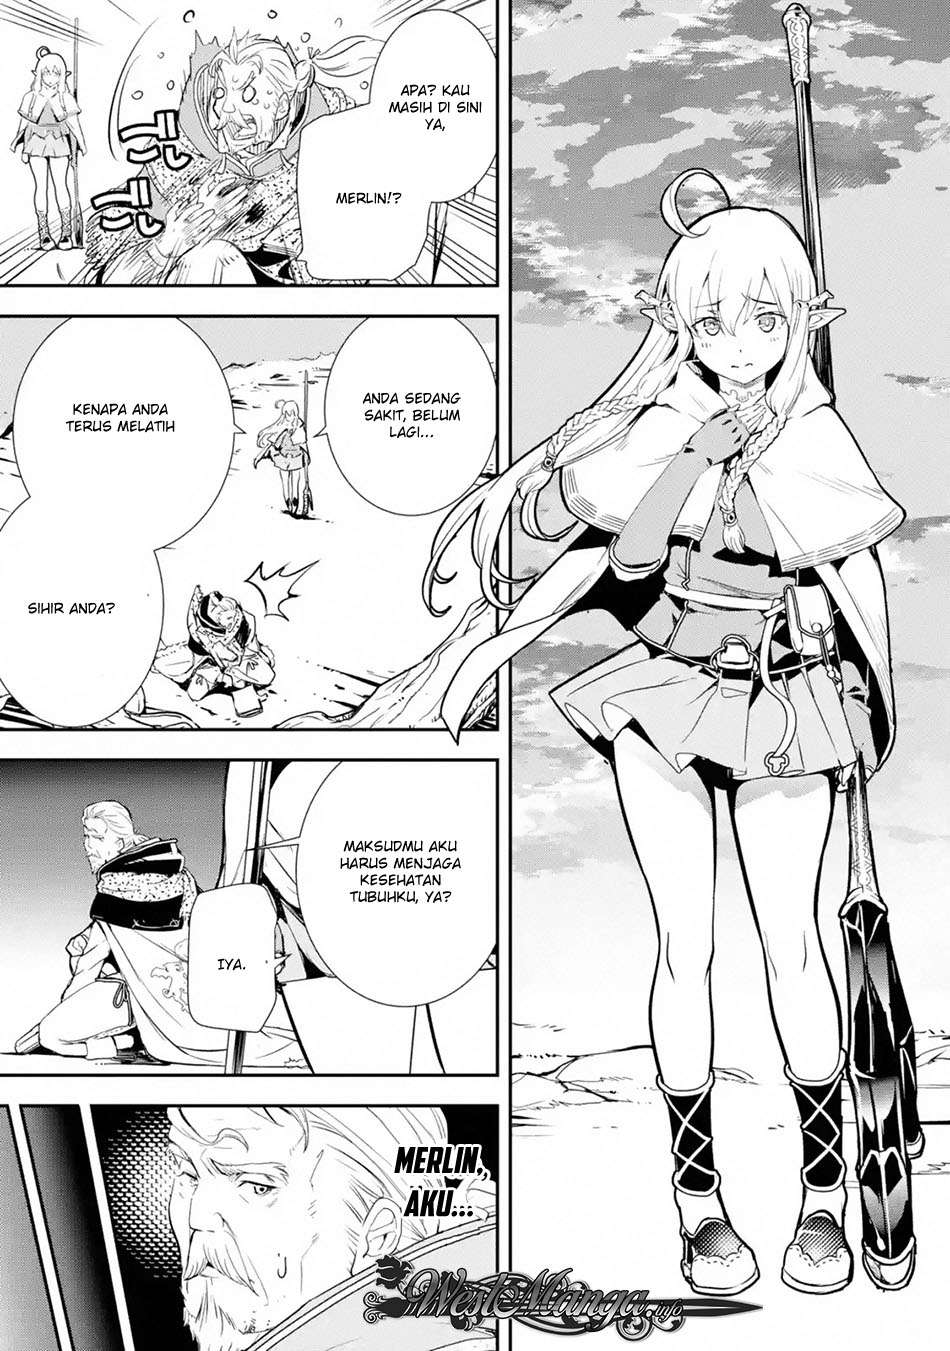 APA? KAU
MASIH DI SINI
YA,
MERLIN!?
ANDA SEDANG
SAKIT, BELUM
LAGI...
KENAPA ANDA
TERUS MELATIH
SIHIR ANDA?
MAKSUDMU AKU
HARUS MENJAGA
KESEHATAN
TUBUHKU, YA?
IYA.
MERLIN,
AKU...
WestManga.info